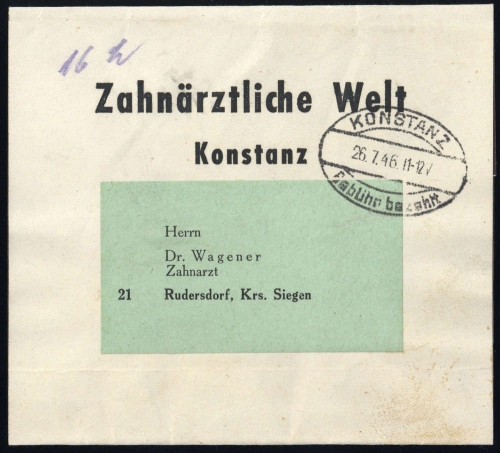 16 h
Zahnärztliche Welt
Konstanz
KONSTANZ
26.7.46.11-12V
Gebühr bezahlt
Herrn
Dr. Wagener
Zahnarzt
21 Rudersdorf, Krs. Siegen